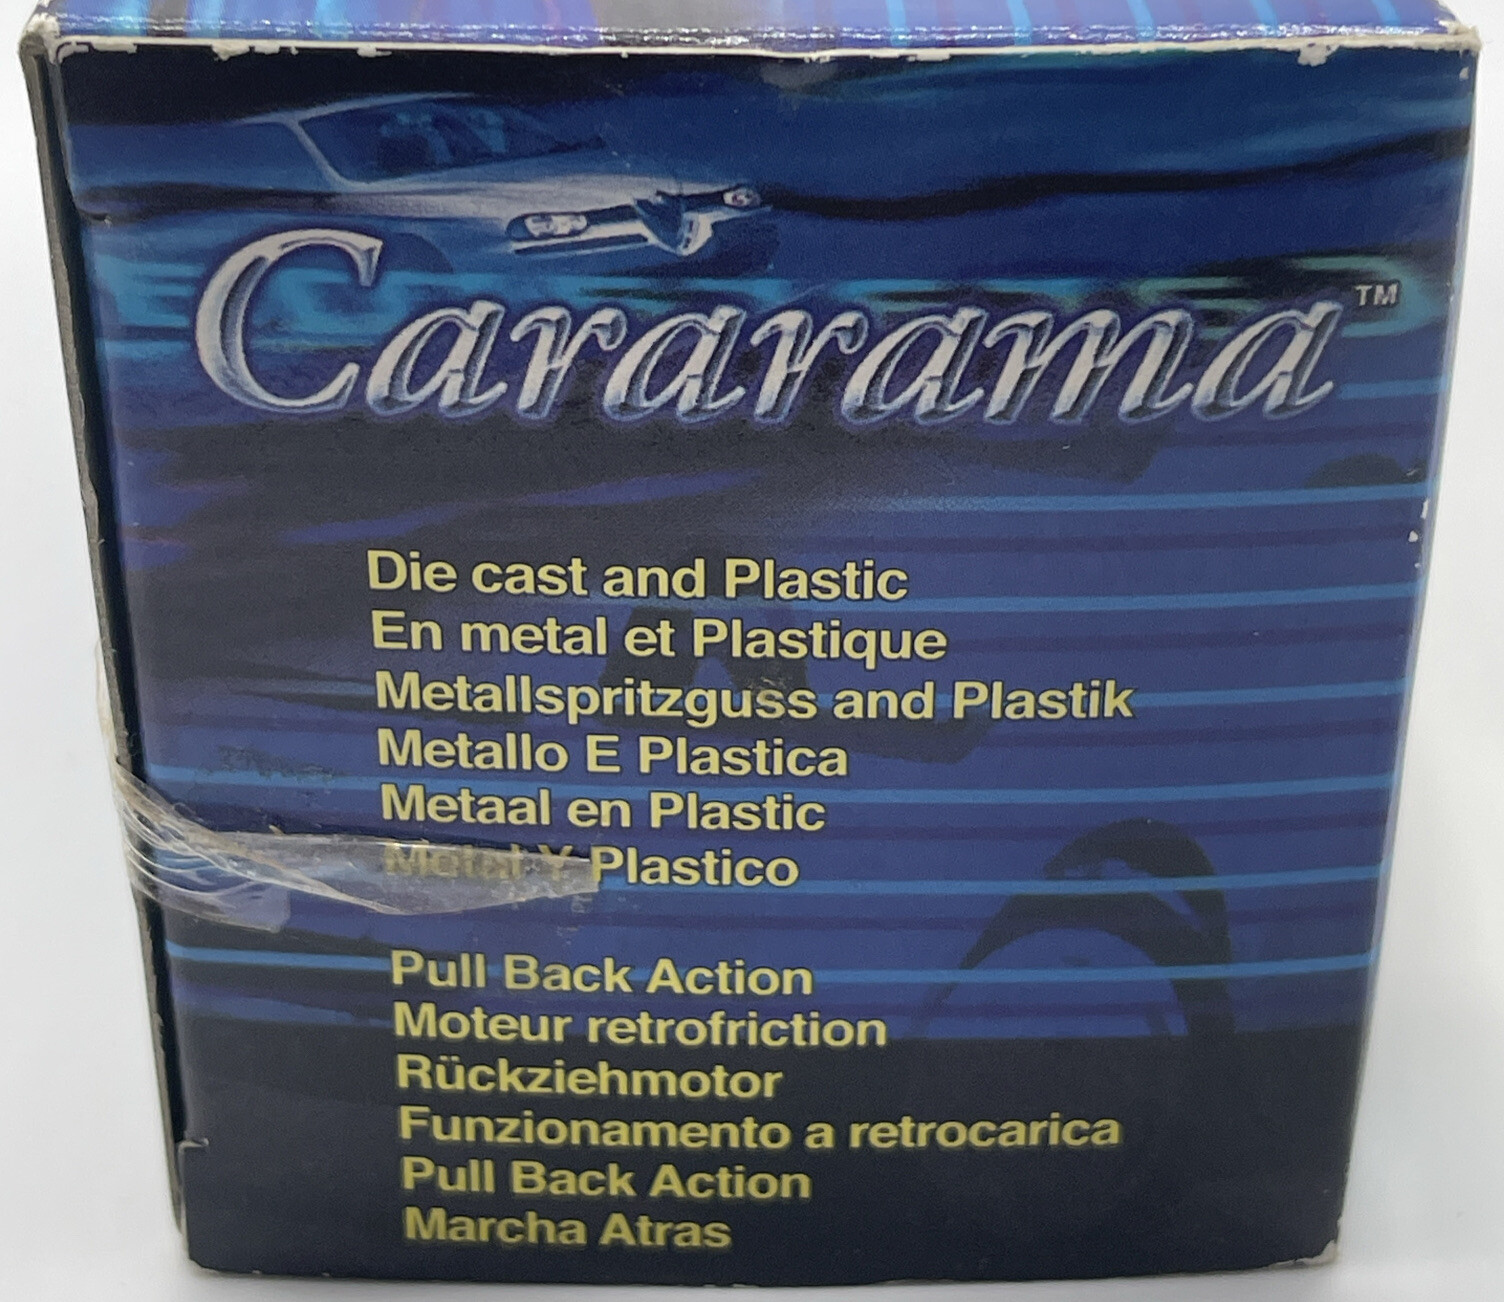 Cararama™
Die cast and Plastic
En metal et Plastique
Metallspritzguss and Plastik
Metallo E Plastica
Metaal en Plastic
Metal Y Plastico
Pull Back Action
Moteur retrofriction
Rückziehmotor
Funzionamento a retrocarica
Pull Back Action
Marcha Atras